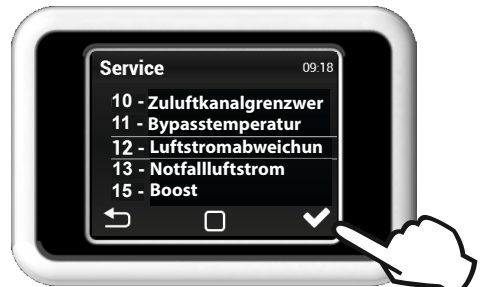 Service 09:18
10 - Zuluftkanalgrenzwer
11 - Bypasstemperatur
12 - Luftstromabweichun
13 - Notfallluftstrom
15 - Boost